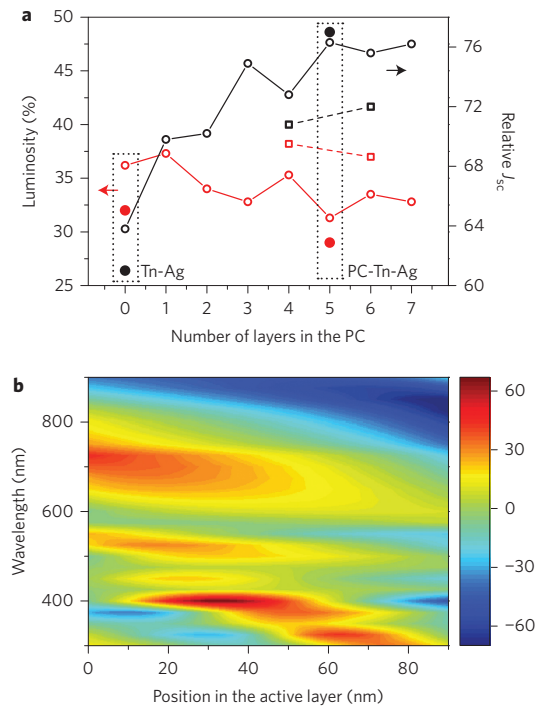 a
50
45
40
35
30
25
Luminosity (%)
76
72
68
64
60
Relative Jsc
Tn-Ag
PC-Tn-Ag
0 1 2 3 4 5 6 7
Number of layers in the PC
b
800
600
400
Wavelength (nm)
60
30
0
−30
−60
0 20 40 60 80
Position in the active layer (nm)